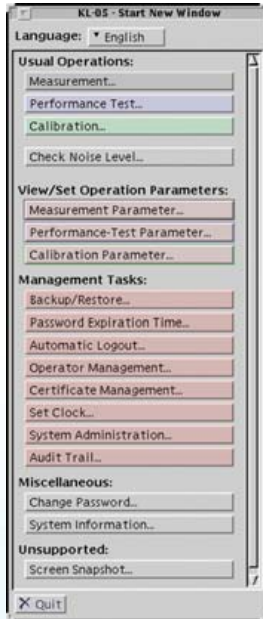 KL-05 - Start New Window
Language: English
Usual Operations:
Measurement...
Performance Test...
Calibration...
Check Noise Level...
View/Set Operation Parameters:
Measurement Parameter...
Performance-Test Parameter...
Calibration Parameter...
Management Tasks:
Backup/Restore...
Password Expiration Time...
Automatic Logout...
Operator Management...
Certificate Management...
Set Clock...
System Administration...
Audit Trail...
Miscellaneous:
Change Password...
System Information...
Unsupported:
Screen Snapshot...
Quit